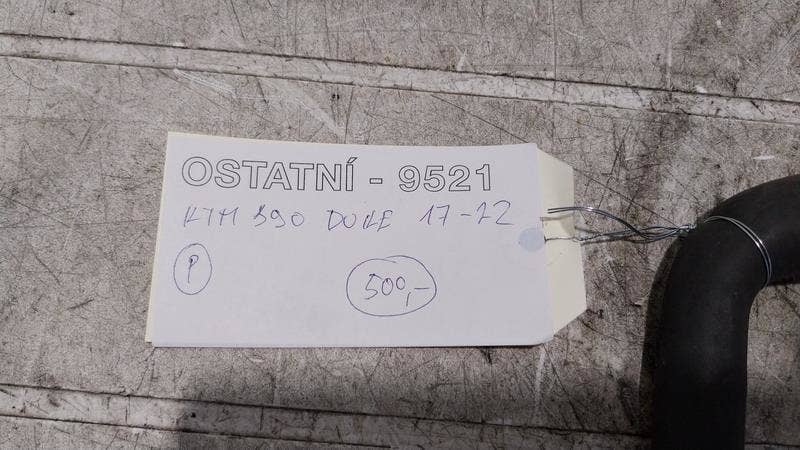 OSTATNÍ - 9521
KTM 390 DUKE 17-22
P
500,-